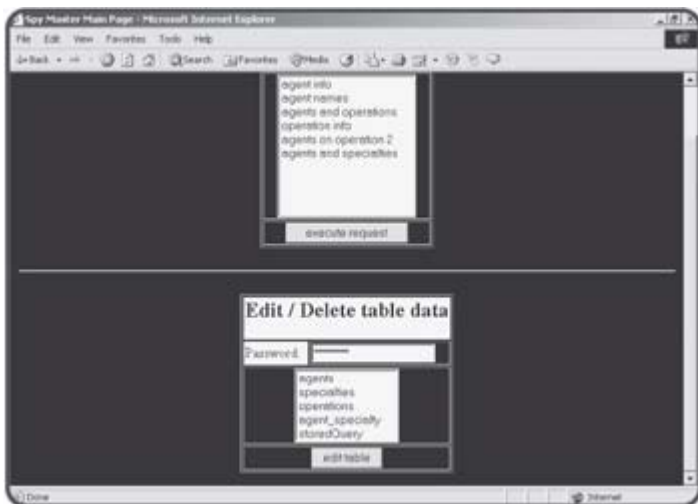 Spy Master Main Page - Microsoft Internet Explorer
File Edit View Favorites Tools Help
Back Search Favorites Media
agent info
agent names
agents and operations
operation info
agents on operation 2
agents and specialties
execute request
Edit / Delete table data
Password
agents
specialties
operations
agent_specialty
storedQuery
edit table
Done Internet